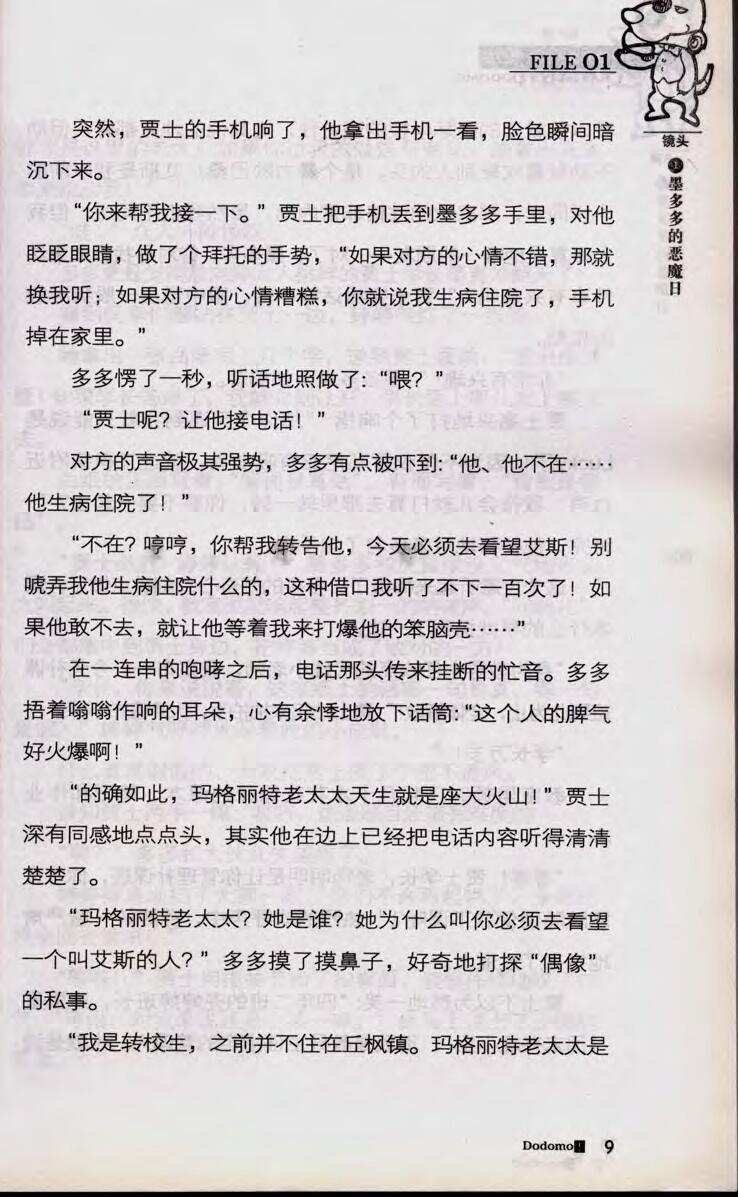 FILE 01
镜头
1
墨多多的恶魔日
突然，贾士的手机响了，他拿出手机一看，脸色瞬间暗
沉下来。
“你来帮我接一下。”贾士把手机丢到墨多多手里，对他
眨眨眼睛，做了个拜托的手势，“如果对方的心情不错，那就
换我听；如果对方的心情糟糕，你就说我生病住院了，手机
掉在家里。”
多多愣了一秒，听话地照做了：“喂？”
“贾士呢？让他接电话！”
对方的声音极其强势，多多有点被吓到：“他、他不在……
他生病住院了！”
“不在？哼哼，你帮我转告他，今天必须去看望艾斯！别
唬弄我他生病住院什么的，这种借口我听了不下一百次了！如
果他敢不去，就让他等着我来打爆他的笨脑壳……”
在一连串的咆哮之后，电话那头传来挂断的忙音。多多
捂着嗡嗡作响的耳朵，心有余悸地放下话筒：“这个人的脾气
好火爆啊！”
“的确如此，玛格丽特老太太天生就是座大火山！”贾士
深有同感地点点头，其实他在边上已经把电话内容听得清清
楚楚了。
“玛格丽特老太太？她是谁？她为什么叫你必须去看望
一个叫艾斯的人？”多多摸了摸鼻子，好奇地打探“偶像”
的私事。
“我是转校生，之前并不住在丘枫镇。玛格丽特老太太是
Dodomo! 9